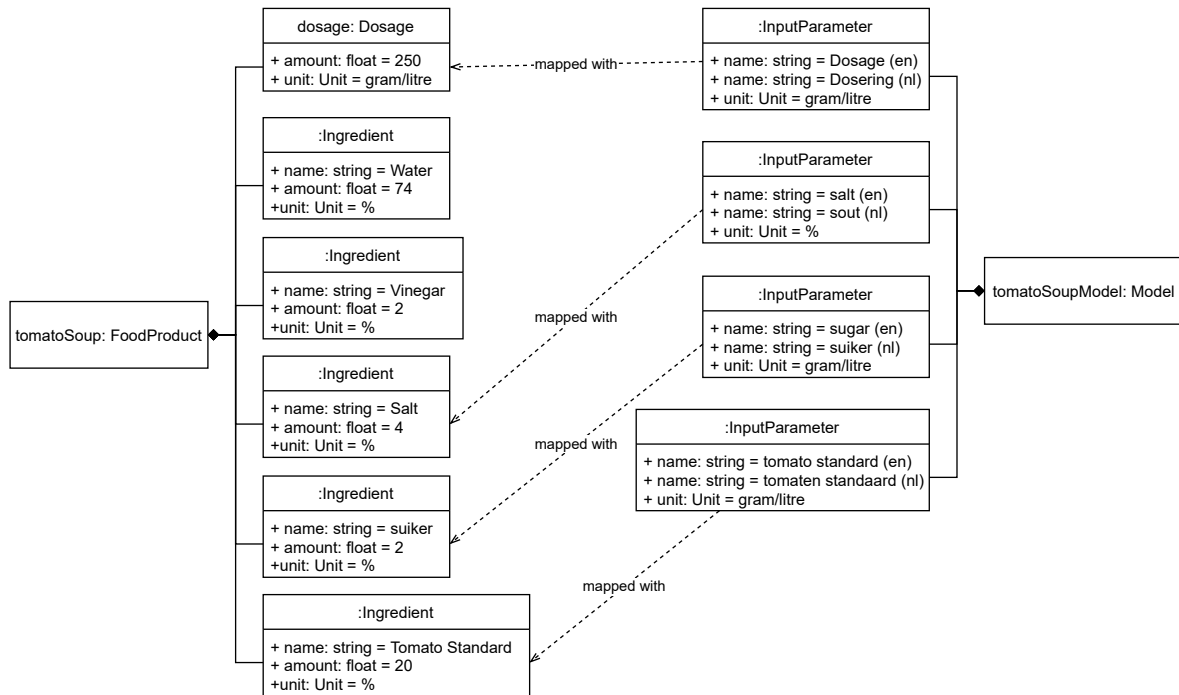 dosage: Dosage
+ amount: float = 250
+ unit: Unit = gram/litre
:Ingredient
+ name: string = Water
+ amount: float = 74
+unit: Unit = %
:Ingredient
+ name: string = Vinegar
+ amount: float = 2
+unit: Unit = %
tomatoSoup: FoodProduct
:Ingredient
+ name: string = Salt
+ amount: float = 4
+unit: Unit = %
:Ingredient
+ name: string = suiker
+ amount: float = 2
+unit: Unit = %
:Ingredient
+ name: string = Tomato Standard
+ amount: float = 20
+unit: Unit = %
mapped with
mapped with
mapped with
mapped with
:InputParameter
+ name: string = Dosage (en)
+ name: string = Dosering (nl)
+ unit: Unit = gram/litre
:InputParameter
+ name: string = salt (en)
+ name: string = sout (nl)
+ unit: Unit = %
:InputParameter
+ name: string = sugar (en)
+ name: string = suiker (nl)
+ unit: Unit = gram/litre
:InputParameter
+ name: string = tomato standard (en)
+ name: string = tomaten standaard (nl)
+ unit: Unit = gram/litre
tomatoSoupModel: Model